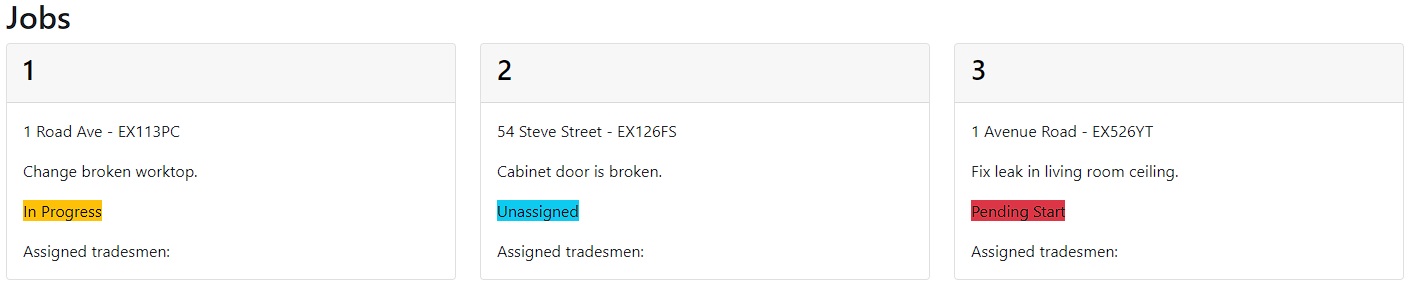 Jobs
1
1 Road Ave - EX113PC
Change broken worktop.
In Progress
Assigned tradesmen:
2
54 Steve Street - EX126FS
Cabinet door is broken.
Unassigned
Assigned tradesmen:
3
1 Avenue Road - EX526YT
Fix leak in living room ceiling.
Pending Start
Assigned tradesmen: